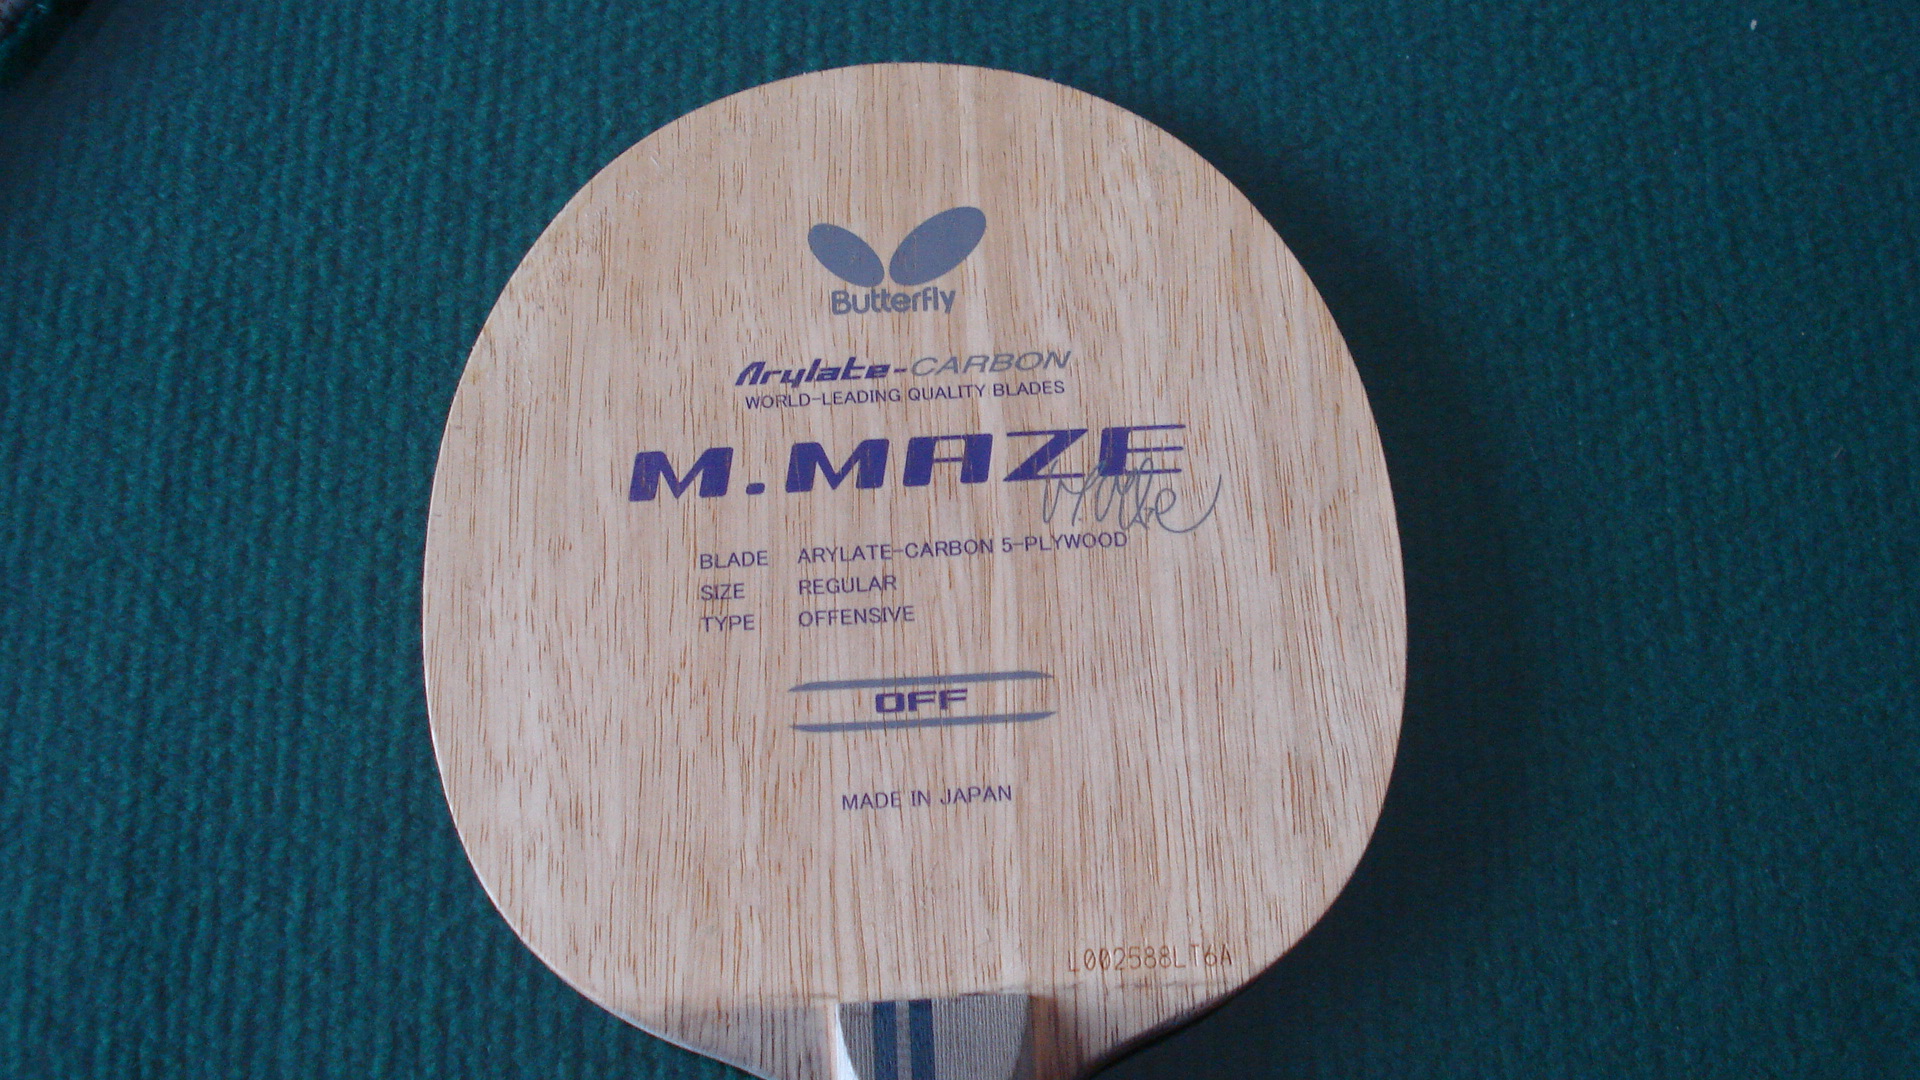 Butterfly
Arylate-CARBON
WORLD-LEADING QUALITY BLADES
M.MAZE
BLADE ARYLATE-CARBON 5-PLYWOOD
SIZE REGULAR
TYPE OFFENSIVE
OFF
MADE IN JAPAN
L002588LT6A